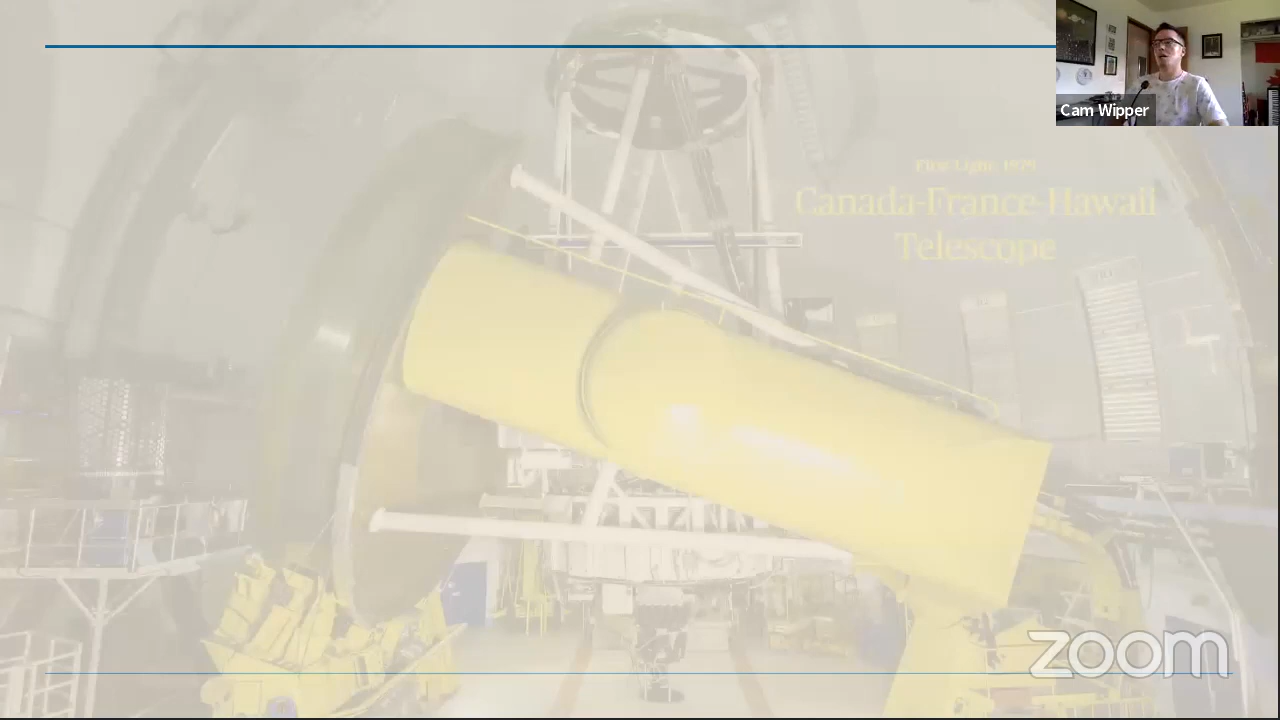 Cam Wipper
First Light: 1979
Canada-France-Hawaii
Telescope
zoom